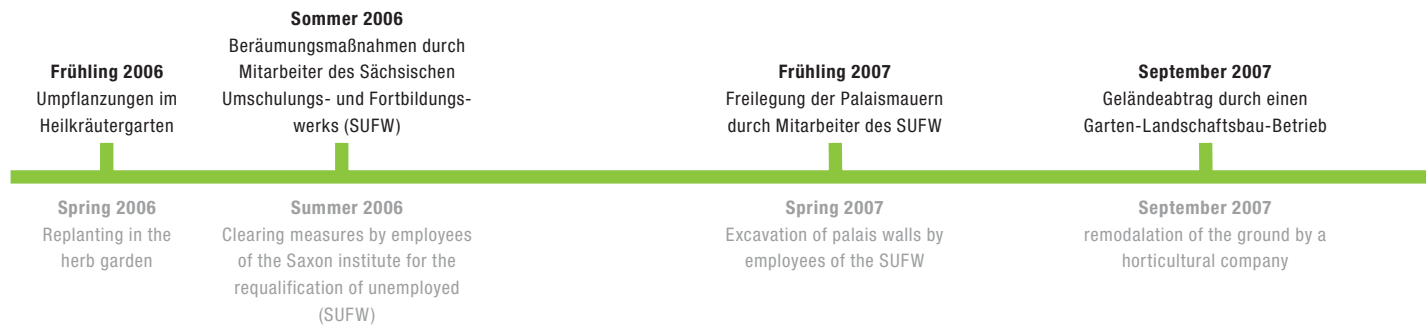 Frühling 2006
Umpflanzungen im
Heilkräutergarten
Sommer 2006
Beräumungsmaßnahmen durch
Mitarbeiter des Sächsischen
Umschulungs- und Fortbildungs-
werks (SUFW)
Frühling 2007
Freilegung der Palaismauern
durch Mitarbeiter des SUFW
September 2007
Geländeabtrag durch einen
Garten-Landschaftsbau-Betrieb
Spring 2006
Replanting in the
herb garden
Summer 2006
Clearing measures by employees
of the Saxon institute for the
requalification of unemployed
(SUFW)
Spring 2007
Excavation of palais walls by
employees of the SUFW
September 2007
remodalation of the ground by a
horticultural company